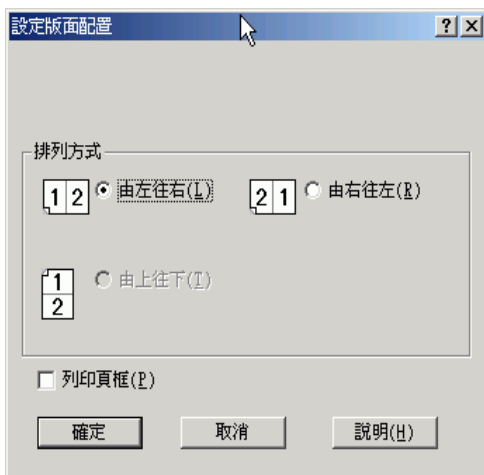 設定版面配置
排列方式
1 2 由左往右(L) 2 1 由右往左(R)
1 由上往下(T)
2
列印頁框(P)
確定 取消 說明(H)